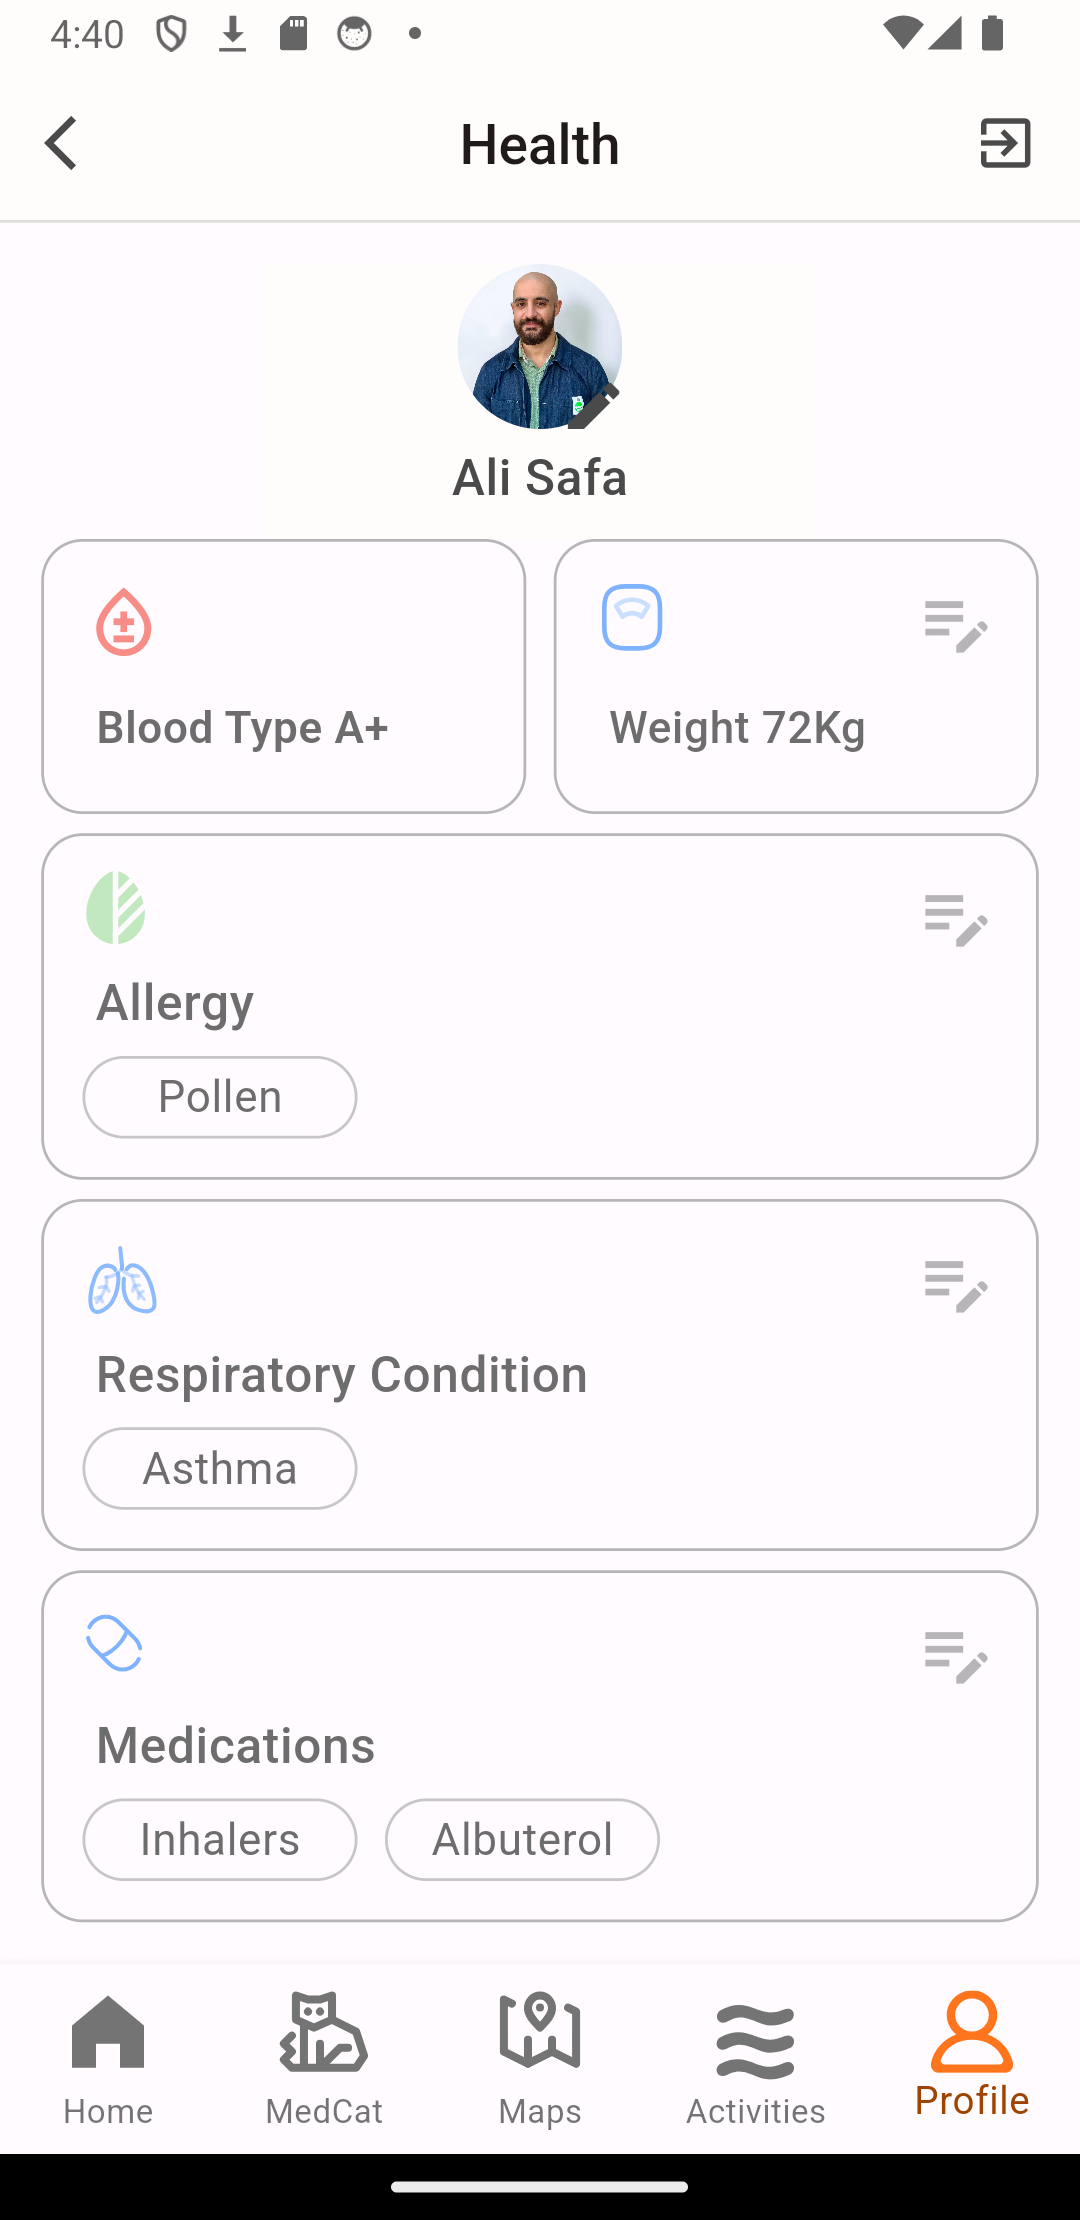 4:40
Health
Ali Safa
Blood Type A+
Weight 72Kg
Allergy
Pollen
Respiratory Condition
Asthma
Medications
Inhalers Albuterol
Home MedCat Maps Activities Profile